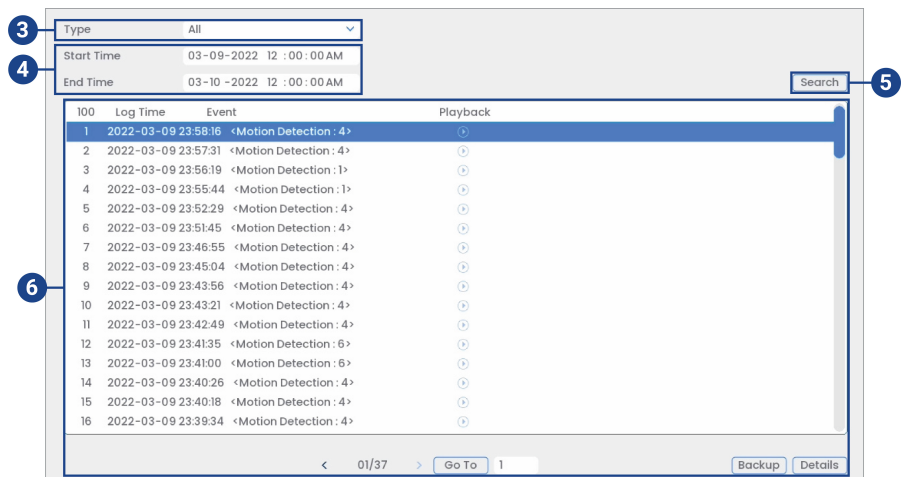 3 Type All
4 Start Time 03-09-2022 12 :00:00AM
End Time 03-10 -2022 12 :00:00AM
Search 5
6
100 Log Time Event Playback
1 2022-03-09 23:58:16 <Motion Detection : 4>
2 2022-03-09 23:57:31 <Motion Detection : 4>
3 2022-03-09 23:56:19 <Motion Detection : 1>
4 2022-03-09 23:55:44 <Motion Detection : 1>
5 2022-03-09 23:52:29 <Motion Detection : 4>
6 2022-03-09 23:51:45 <Motion Detection : 4>
7 2022-03-09 23:46:55 <Motion Detection : 4>
8 2022-03-09 23:45:04 <Motion Detection : 4>
9 2022-03-09 23:43:56 <Motion Detection : 4>
10 2022-03-09 23:43:21 <Motion Detection : 4>
11 2022-03-09 23:42:49 <Motion Detection : 4>
12 2022-03-09 23:41:35 <Motion Detection : 6>
13 2022-03-09 23:41:00 <Motion Detection : 6>
14 2022-03-09 23:40:26 <Motion Detection : 4>
15 2022-03-09 23:40:18 <Motion Detection : 4>
16 2022-03-09 23:39:34 <Motion Detection : 4>
< 01/37 > Go To 1 Backup Details